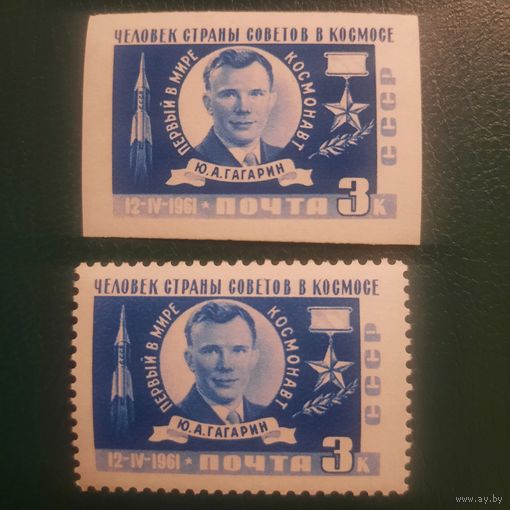 ЧЕЛОВЕК СТРАНЫ СОВЕТОВ В КОСМОСЕ
ПЕРВЫЙ В МИРЕ КОСМОНАВТ
Ю.А.ГАГАРИН
СССР
12-IV-1961 * ПОЧТА 3К
ЧЕЛОВЕК СТРАНЫ СОВЕТОВ В КОСМОСЕ
ПЕРВЫЙ В МИРЕ КОСМОНАВТ
Ю.А.ГАГАРИН
СССР
12-IV-1961 * ПОЧТА 3К
www.ay.by